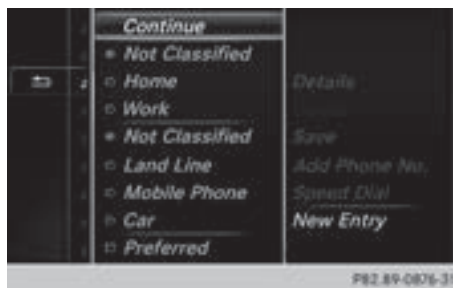 Continue
Not Classified
Home
Work
Not Classified
Land Line
Mobile Phone
Car
Preferred
Details
Save
Add Phone No.
Speed Dial
New Entry
P82.89-0876-31